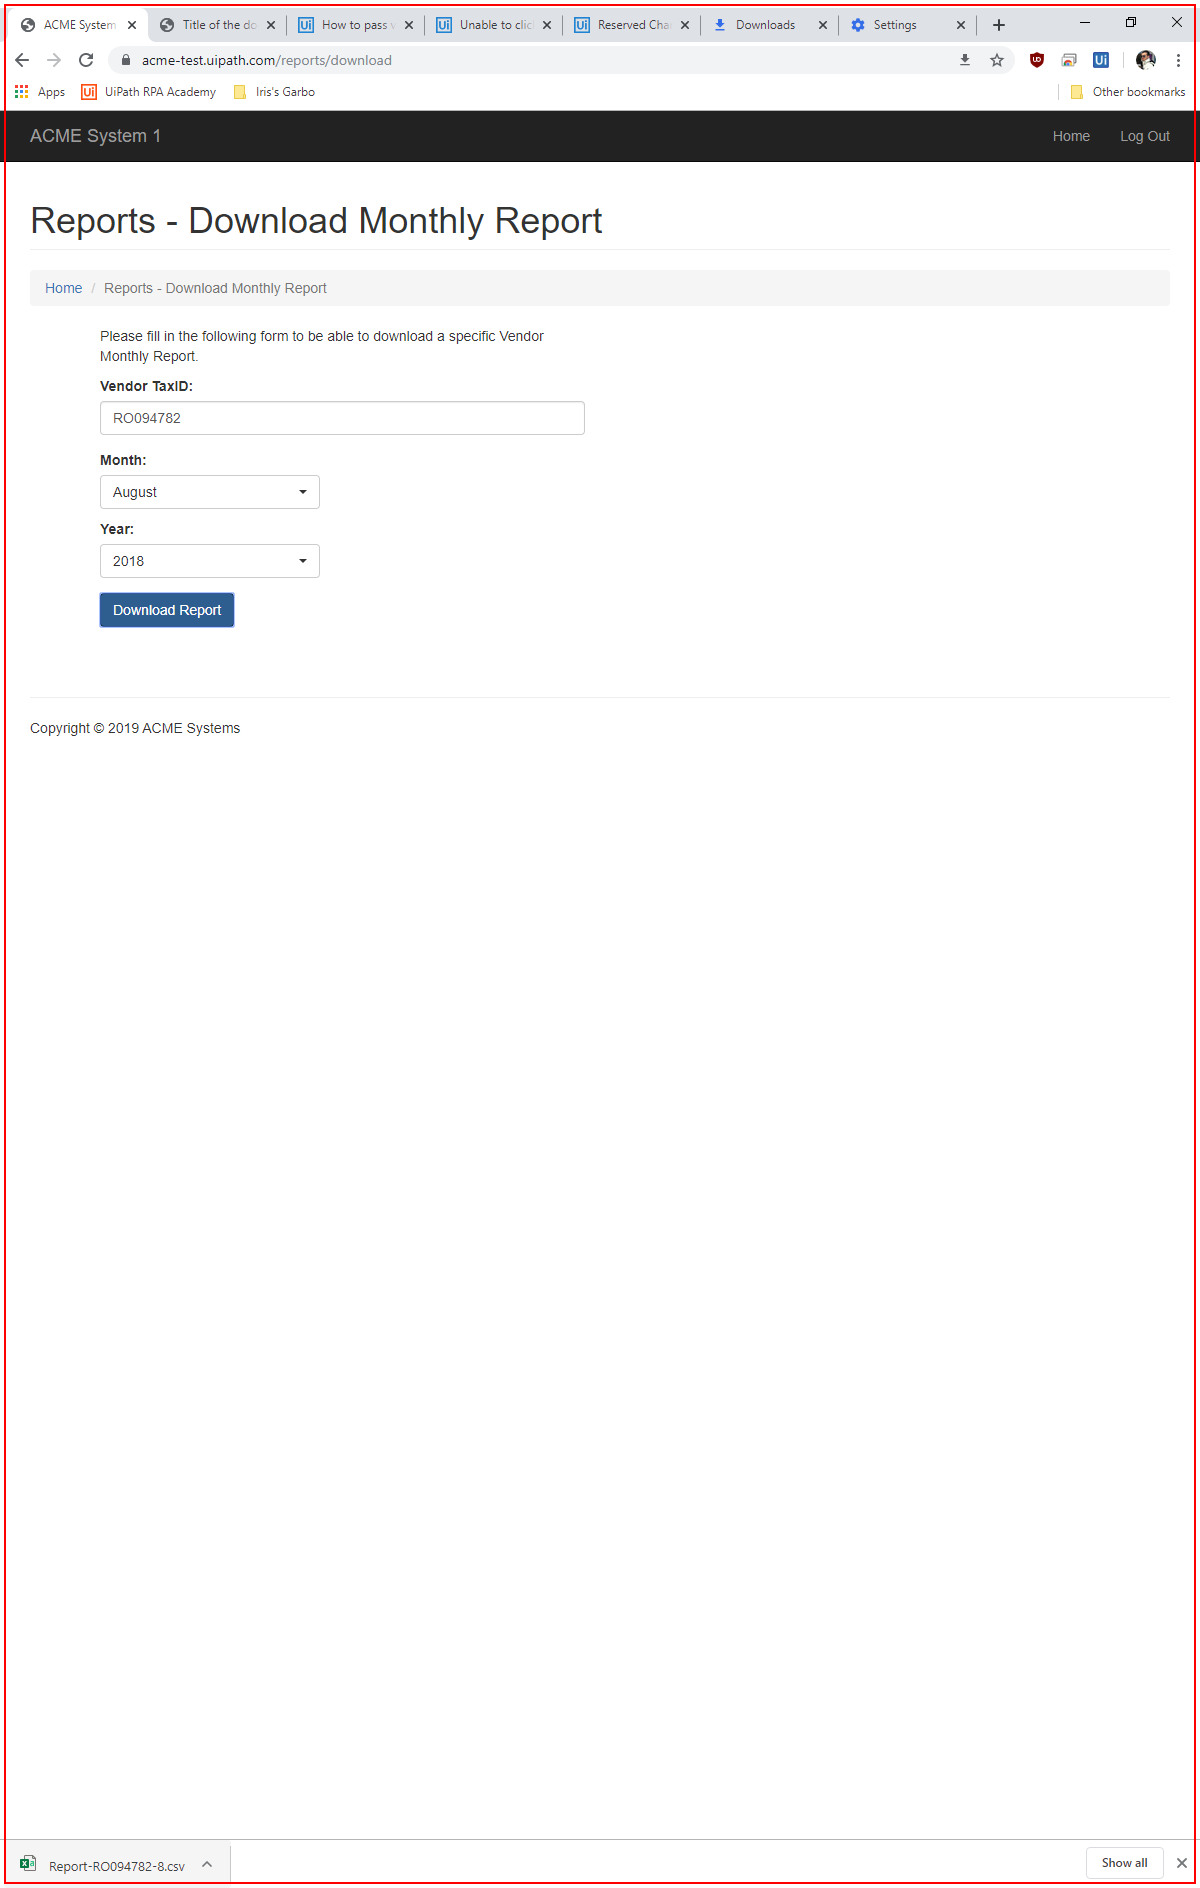 ACME System
Title of the do
How to pass v
Unable to clic
Reserved Cha
Downloads
Settings
acme-test.uipath.com/reports/download
Apps
UiPath RPA Academy
Iris's Garbo
Other bookmarks
ACME System 1
Home
Log Out
Reports - Download Monthly Report
Home / Reports - Download Monthly Report
Please fill in the following form to be able to download a specific Vendor
Monthly Report.
Vendor TaxID:
RO094782
Month:
August
Year:
2018
Download Report
Copyright © 2019 ACME Systems
Report-RO094782-8.csv
Show all